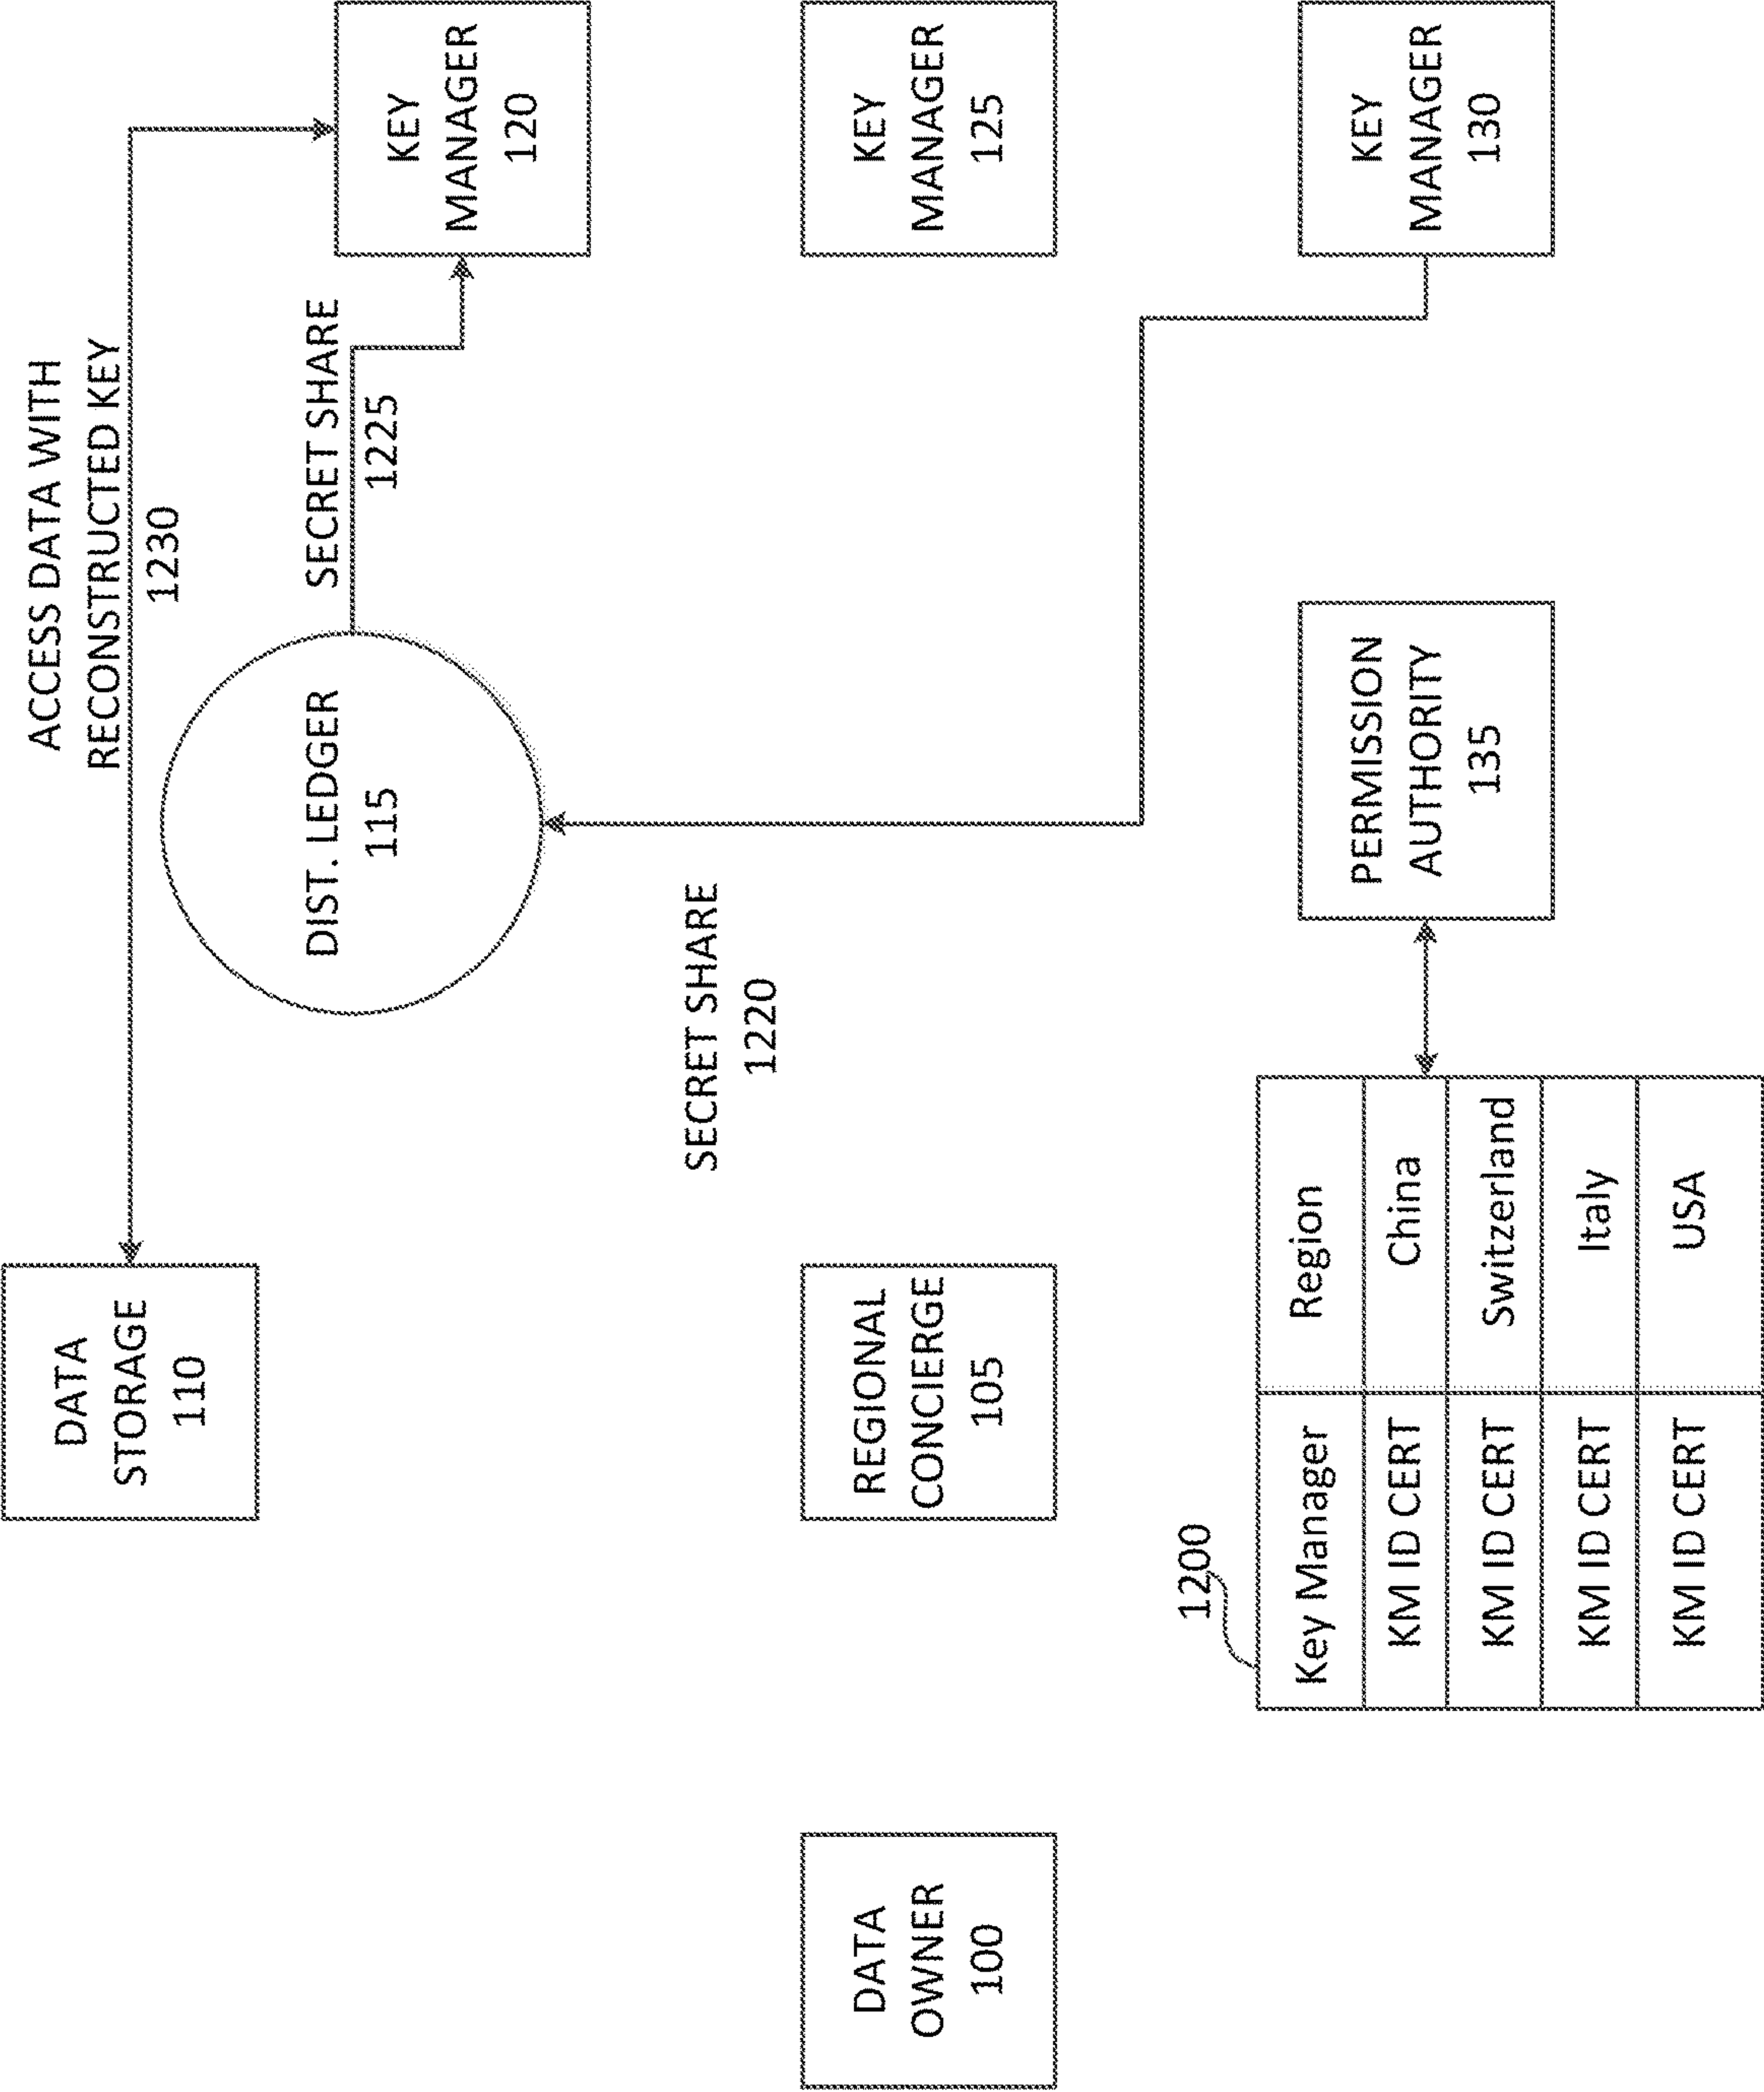 ACCESS DATA WITH
RECONSTRUCTED KEY
1230
DATA
STORAGE
110
DIST. LEDGER
115
SECRET SHARE
1225
KEY
MANAGER
120
SECRET SHARE
1220
DATA
OWNER
100
REGIONAL
CONCIERGE
105
KEY
MANAGER
125
1200
Key Manager Region
KM ID CERT China
KM ID CERT Switzerland
KM ID CERT Italy
KM ID CERT USA
PERMISSION
AUTHORITY
135
KEY
MANAGER
130